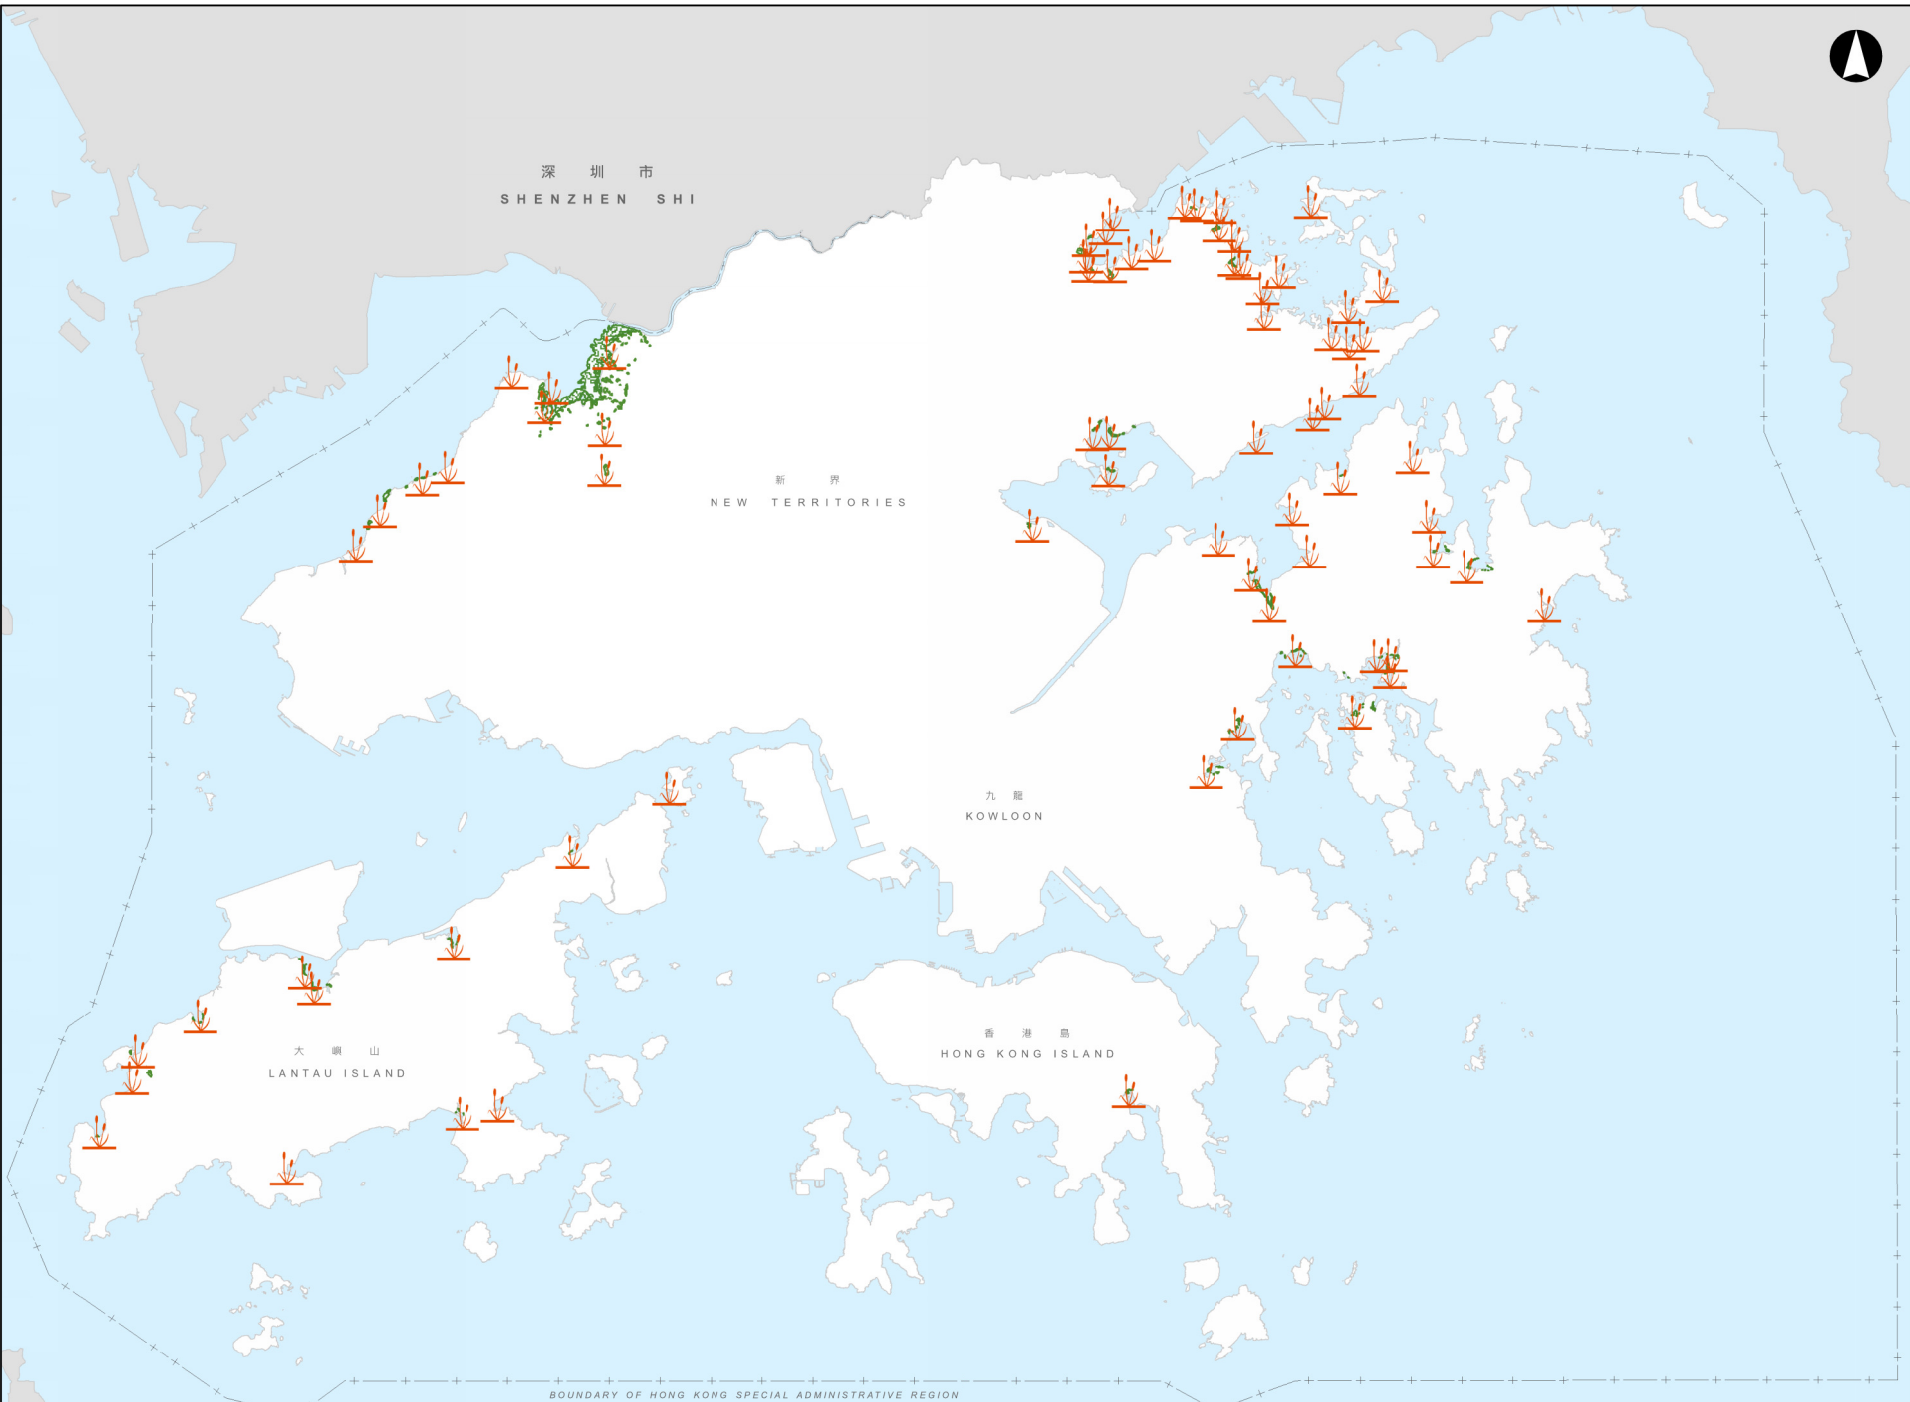 深 圳 市
SHENZHEN SHI
新 界
NEW TERRITORIES
九 龍
KOWLOON
香 港 島
HONG KONG ISLAND
大 嶼 山
LANTAU ISLAND
BOUNDARY OF HONG KONG SPECIAL ADMINISTRATIVE REGION